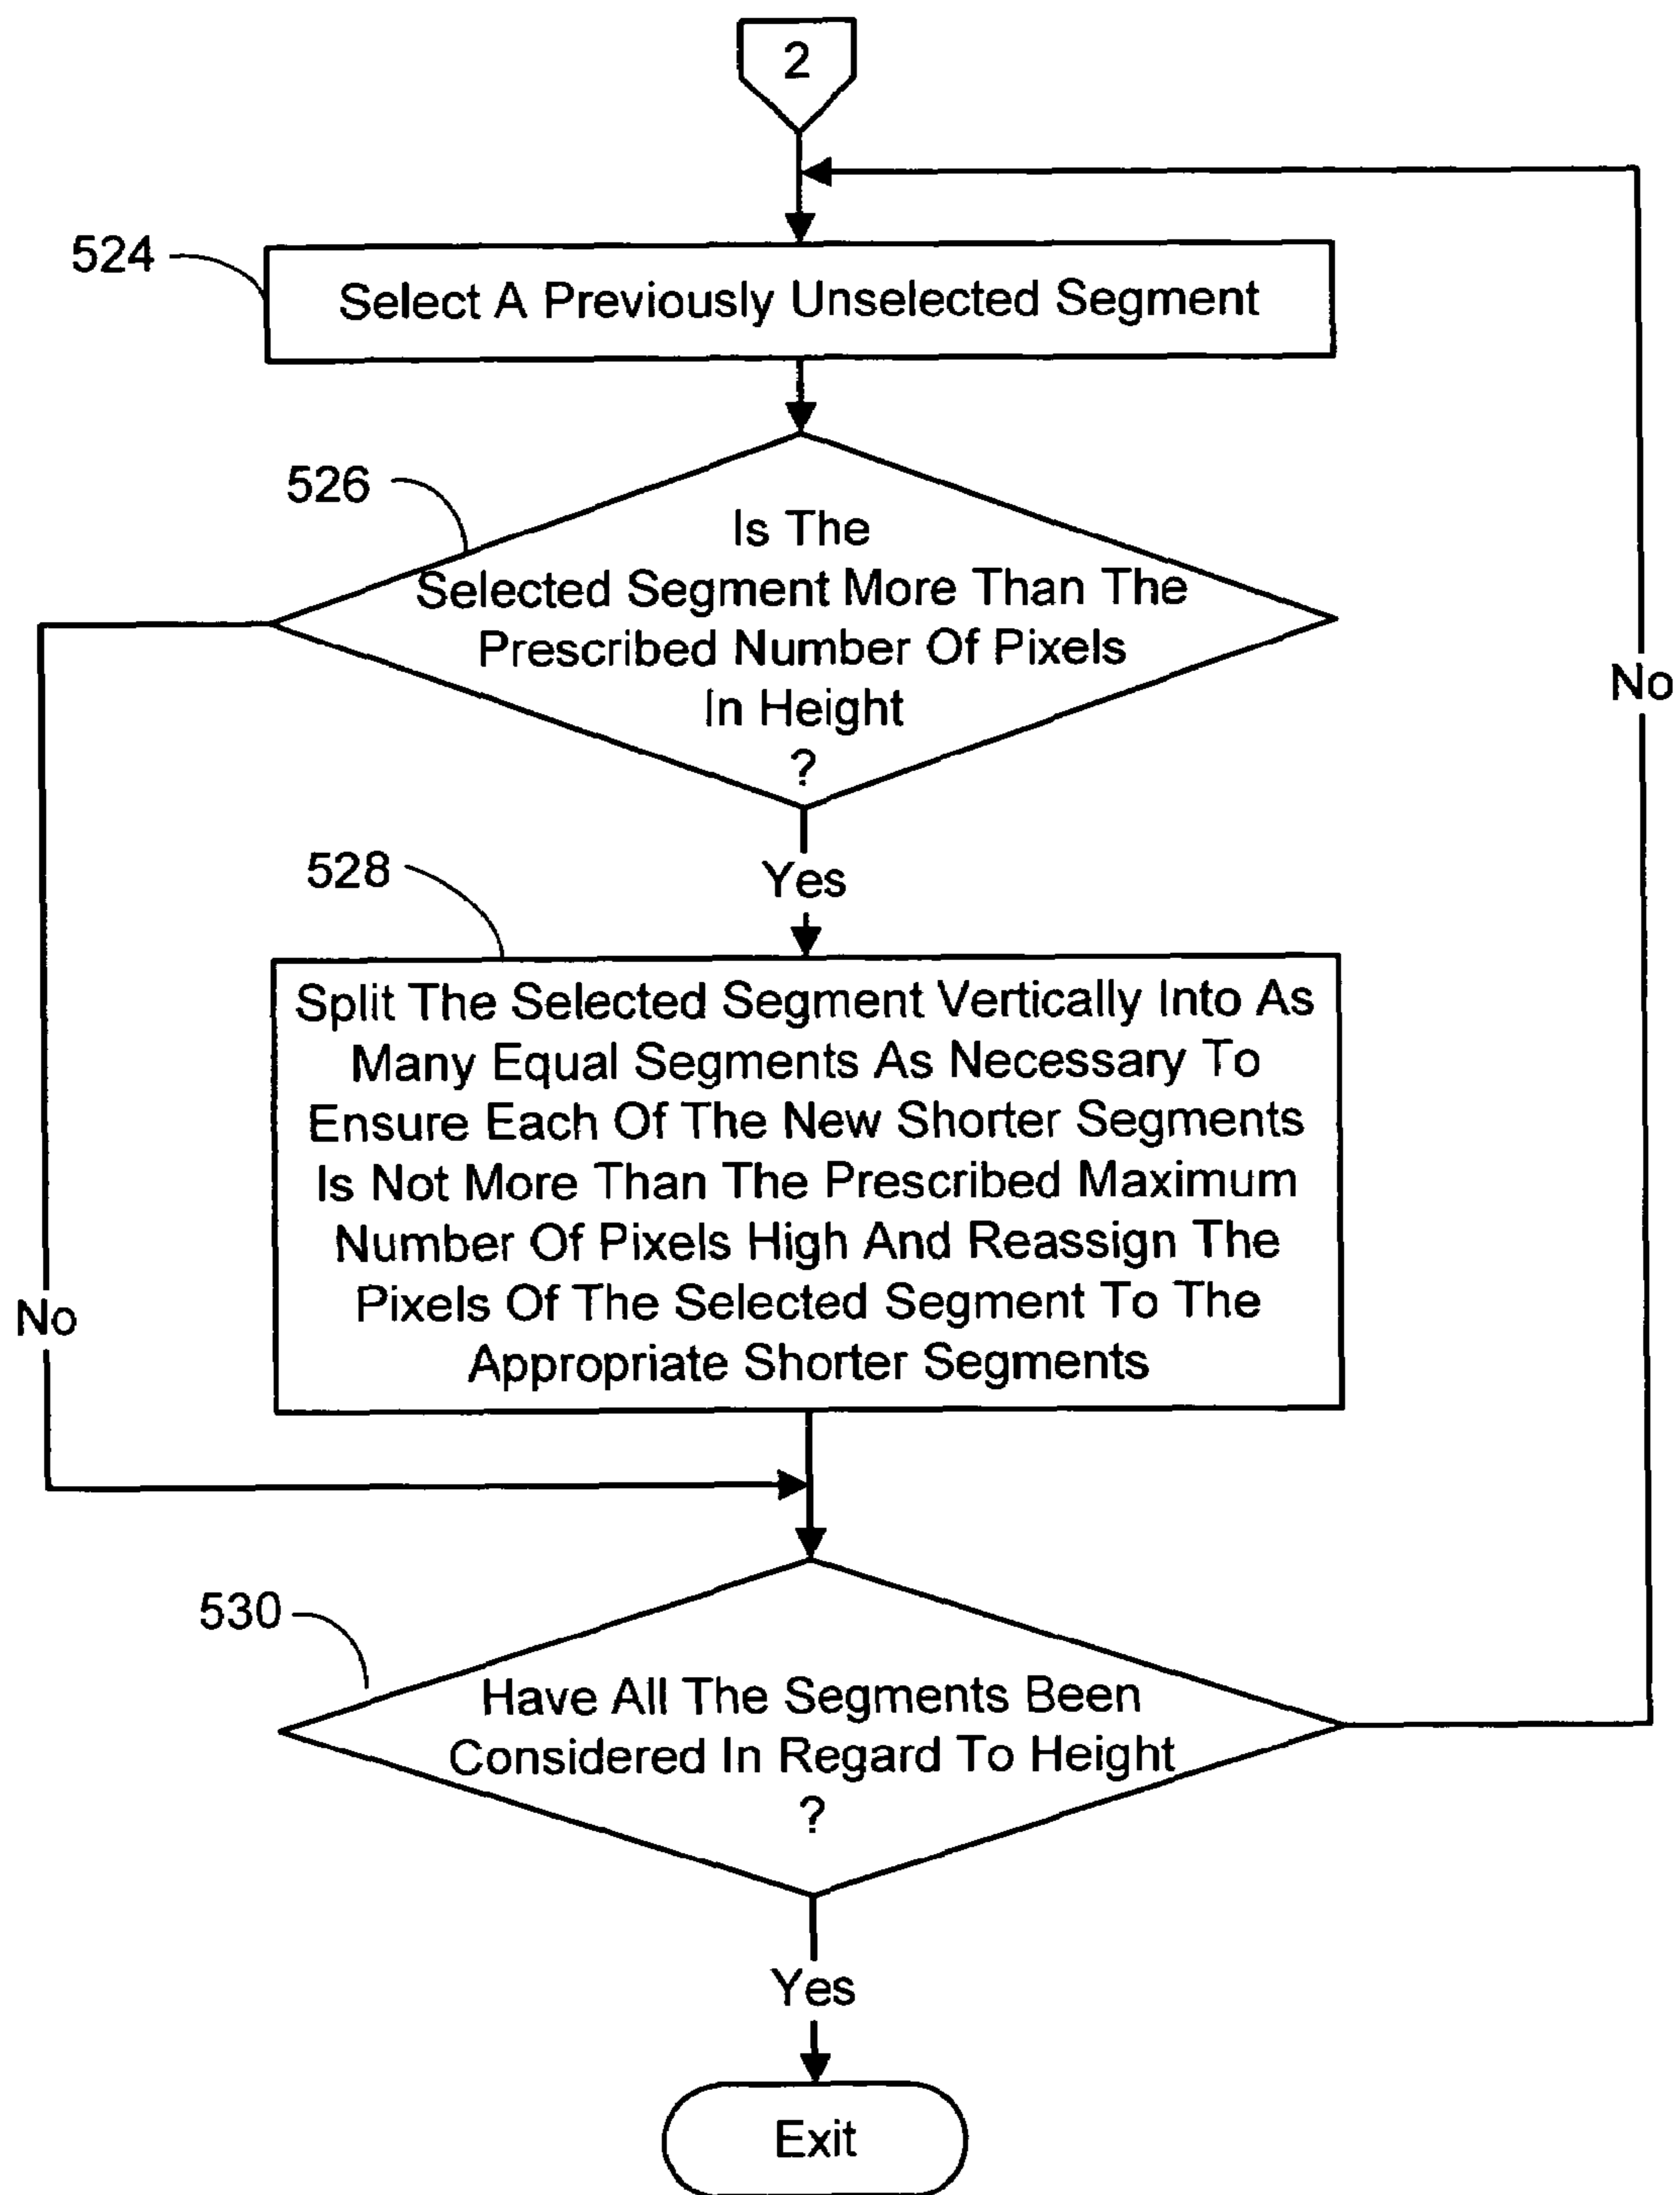 2
524
Select A Previously Unselected Segment
526
Is The
Selected Segment More Than The
Prescribed Number Of Pixels
In Height
?
No
Yes
528
Split The Selected Segment Vertically Into As
Many Equal Segments As Necessary To
Ensure Each Of The New Shorter Segments
Is Not More Than The Prescribed Maximum
Number Of Pixels High And Reassign The
Pixels Of The Selected Segment To The
Appropriate Shorter Segments
No
530
Have All The Segments Been
Considered In Regard To Height
?
Yes
Exit